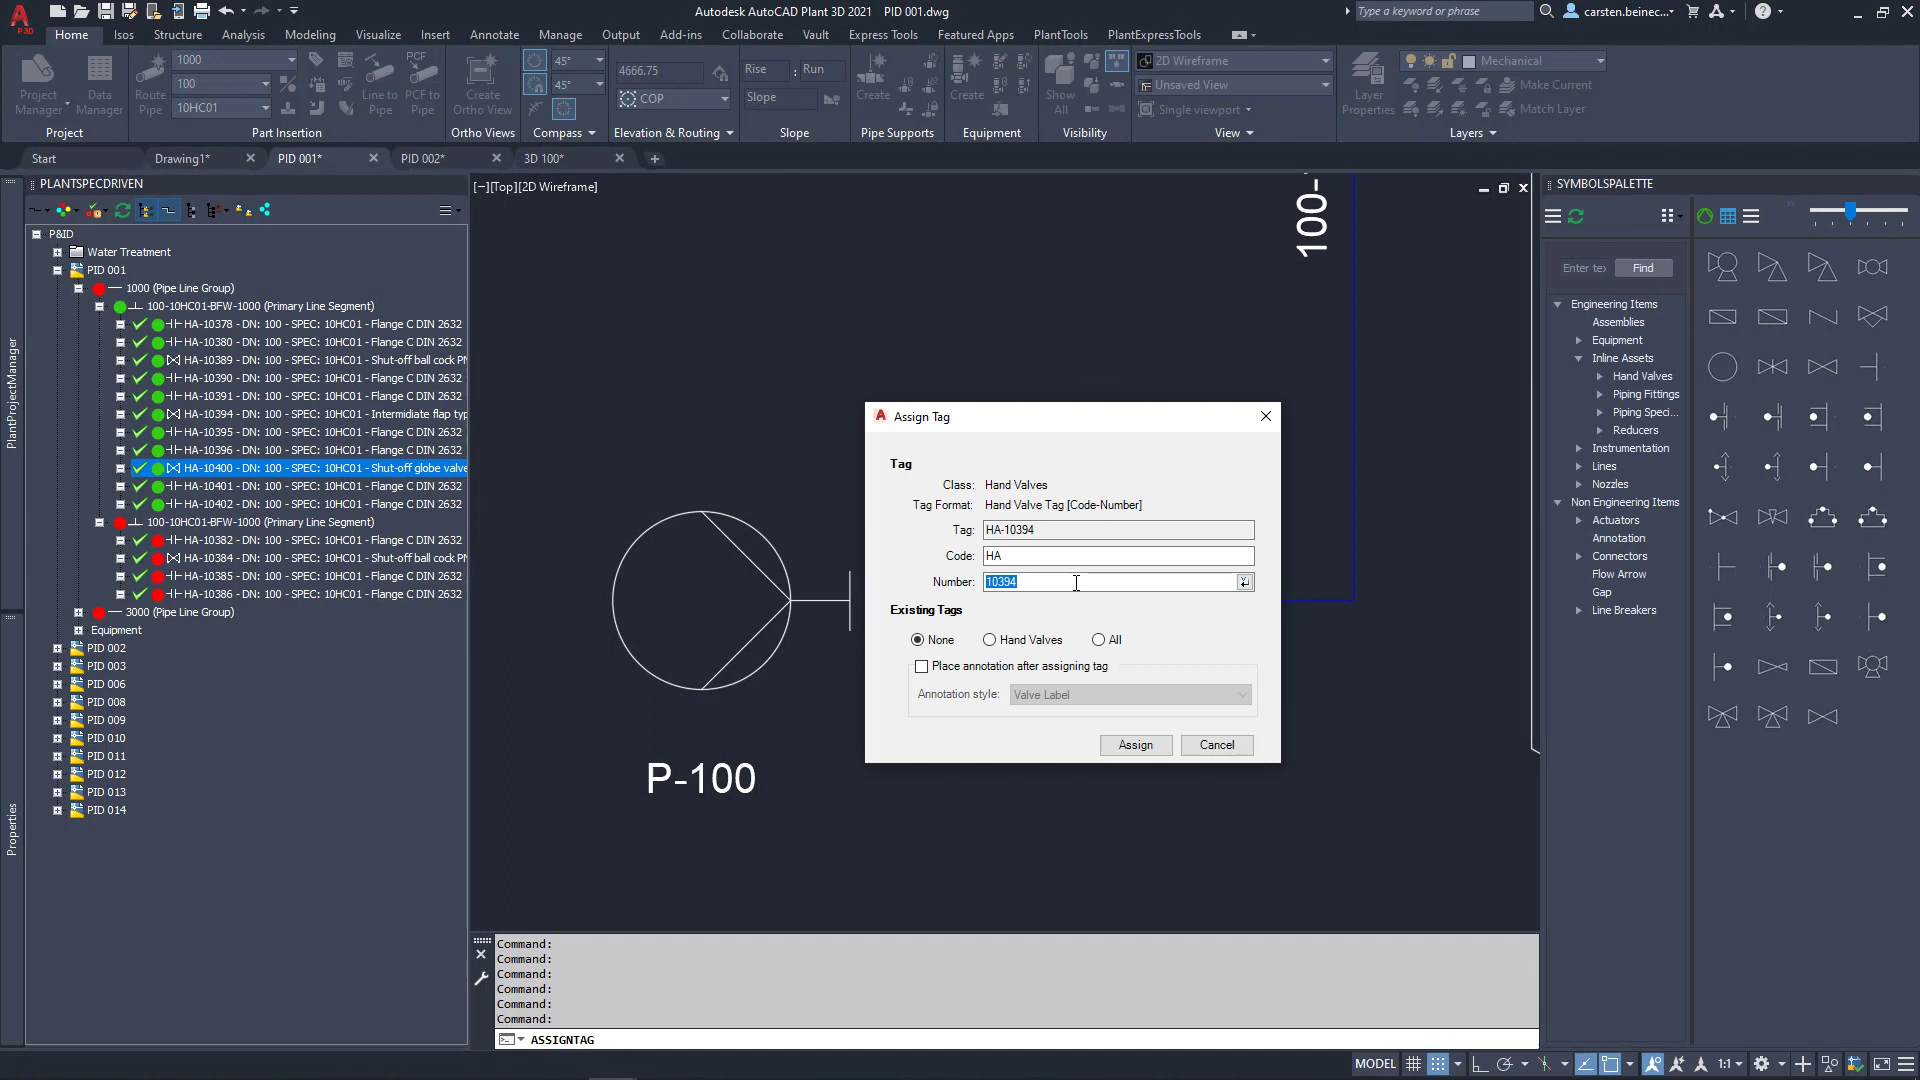 Autodesk AutoCAD Plant 3D 2021 PID 001.dwg
Type a keyword or phrase
carsten.beinec...
P3D
Home Isos Structure Analysis Modeling Visualize Insert Annotate Manage Output Add-ins Collaborate Vault Express Tools Featured Apps PlantTools PlantExpressTools
Project
Manager
Data
Manager
Project
Route
Pipe
1000
100
10HC01
Line to
Pipe
PCF
PCF to
Pipe
Part Insertion
Create
Ortho View
Ortho Views
45°
45°
Compass
4666.75
COP
Elevation & Routing
Rise : Run
Slope
Slope
Create
Pipe Supports
Create
Equipment
Show
All
Visibility
2D Wireframe
Unsaved View
Single viewport
View
Layer
Properties
Mechanical
Make Current
Match Layer
Layers
Start
Drawing1*
PID 001*
PID 002*
3D 100*
PlantProjectManager
Properties
PLANTSPECDRIVEN
P&ID
Water Treatment
PID 001
1000 (Pipe Line Group)
100-10HC01-BFW-1000 (Primary Line Segment)
HA-10378 - DN: 100 - SPEC: 10HC01 - Flange C DIN 2632
HA-10380 - DN: 100 - SPEC: 10HC01 - Flange C DIN 2632
HA-10389 - DN: 100 - SPEC: 10HC01 - Shut-off ball cock PN
HA-10390 - DN: 100 - SPEC: 10HC01 - Flange C DIN 2632
HA-10391 - DN: 100 - SPEC: 10HC01 - Flange C DIN 2632
HA-10394 - DN: 100 - SPEC: 10HC01 - Intermidiate flap typ
HA-10395 - DN: 100 - SPEC: 10HC01 - Flange C DIN 2632
HA-10396 - DN: 100 - SPEC: 10HC01 - Flange C DIN 2632
HA-10400 - DN: 100 - SPEC: 10HC01 - Shut-off globe valve
HA-10401 - DN: 100 - SPEC: 10HC01 - Flange C DIN 2632
HA-10402 - DN: 100 - SPEC: 10HC01 - Flange C DIN 2632
100-10HC01-BFW-1000 (Primary Line Segment)
HA-10382 - DN: 100 - SPEC: 10HC01 - Flange C DIN 2632
HA-10384 - DN: 100 - SPEC: 10HC01 - Shut-off ball cock PN
HA-10385 - DN: 100 - SPEC: 10HC01 - Flange C DIN 2632
HA-10386 - DN: 100 - SPEC: 10HC01 - Flange C DIN 2632
3000 (Pipe Line Group)
Equipment
PID 002
PID 003
PID 006
PID 008
PID 009
PID 010
PID 011
PID 012
PID 013
PID 014
[−][Top][2D Wireframe]
100-
P-100
Assign Tag
Tag
Class: Hand Valves
Tag Format: Hand Valve Tag [Code-Number]
Tag: HA-10394
Code: HA
Number: 10394
Existing Tags
None Hand Valves All
Place annotation after assigning tag
Annotation style: Valve Label
Assign Cancel
Command:
Command:
Command:
Command:
Command:
Command:
ASSIGNTAG
SYMBOLSPALETTE
Enter te
Find
Engineering Items
Assemblies
Equipment
Inline Assets
Hand Valves
Piping Fittings
Piping Speci...
Reducers
Instrumentation
Lines
Nozzles
Non Engineering Items
Actuators
Annotation
Connectors
Flow Arrow
Gap
Line Breakers
MODEL
1:1